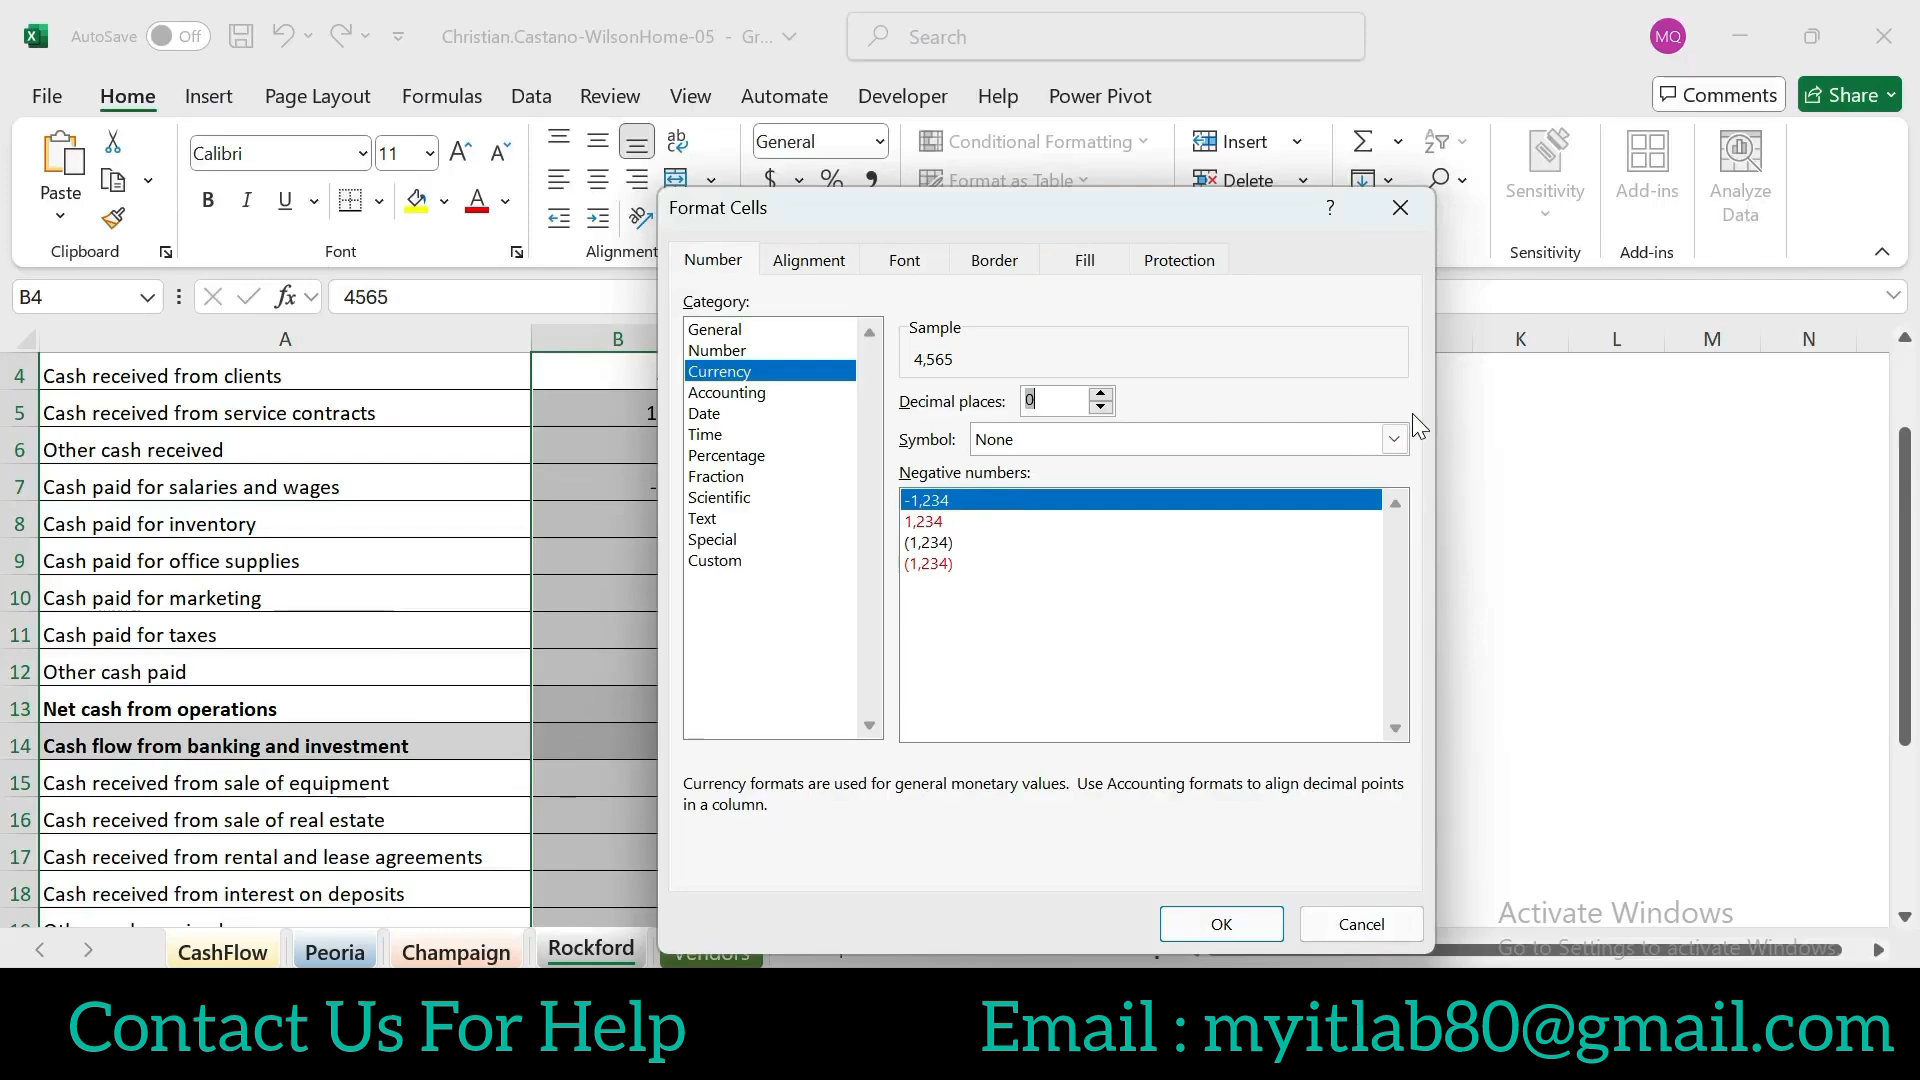 AutoSave Off Christian.Castano-WilsonHome-05 - Gr... Search MQ
File Home Insert Page Layout Formulas Data Review View Automate Developer Help Power Pivot Comments Share
Paste Calibri 11 General Conditional Formatting Insert Sensitivity Add-ins Analyze Data
B I U $ % Format as Table Delete
Clipboard Font Alignment Sensitivity Add-ins
B4 fx 4565
A B K L M N
4 Cash received from clients
5 Cash received from service contracts 1
6 Other cash received
7 Cash paid for salaries and wages -
8 Cash paid for inventory
9 Cash paid for office supplies
10 Cash paid for marketing
11 Cash paid for taxes
12 Other cash paid
13 Net cash from operations
14 Cash flow from banking and investment
15 Cash received from sale of equipment
16 Cash received from sale of real estate
17 Cash received from rental and lease agreements
18 Cash received from interest on deposits
Format Cells ?
Number Alignment Font Border Fill Protection
Category:
General
Number
Currency
Accounting
Date
Time
Percentage
Fraction
Scientific
Text
Special
Custom
Sample
4,565
Decimal places: 0
Symbol: None
Negative numbers:
-1,234
1,234
(1,234)
(1,234)
Currency formats are used for general monetary values. Use Accounting formats to align decimal points
in a column.
OK Cancel
Activate Windows
Go to Settings to activate Windows.
CashFlow Peoria Champaign Rockford Vendors
Contact Us For Help Email : myitlab80@gmail.com